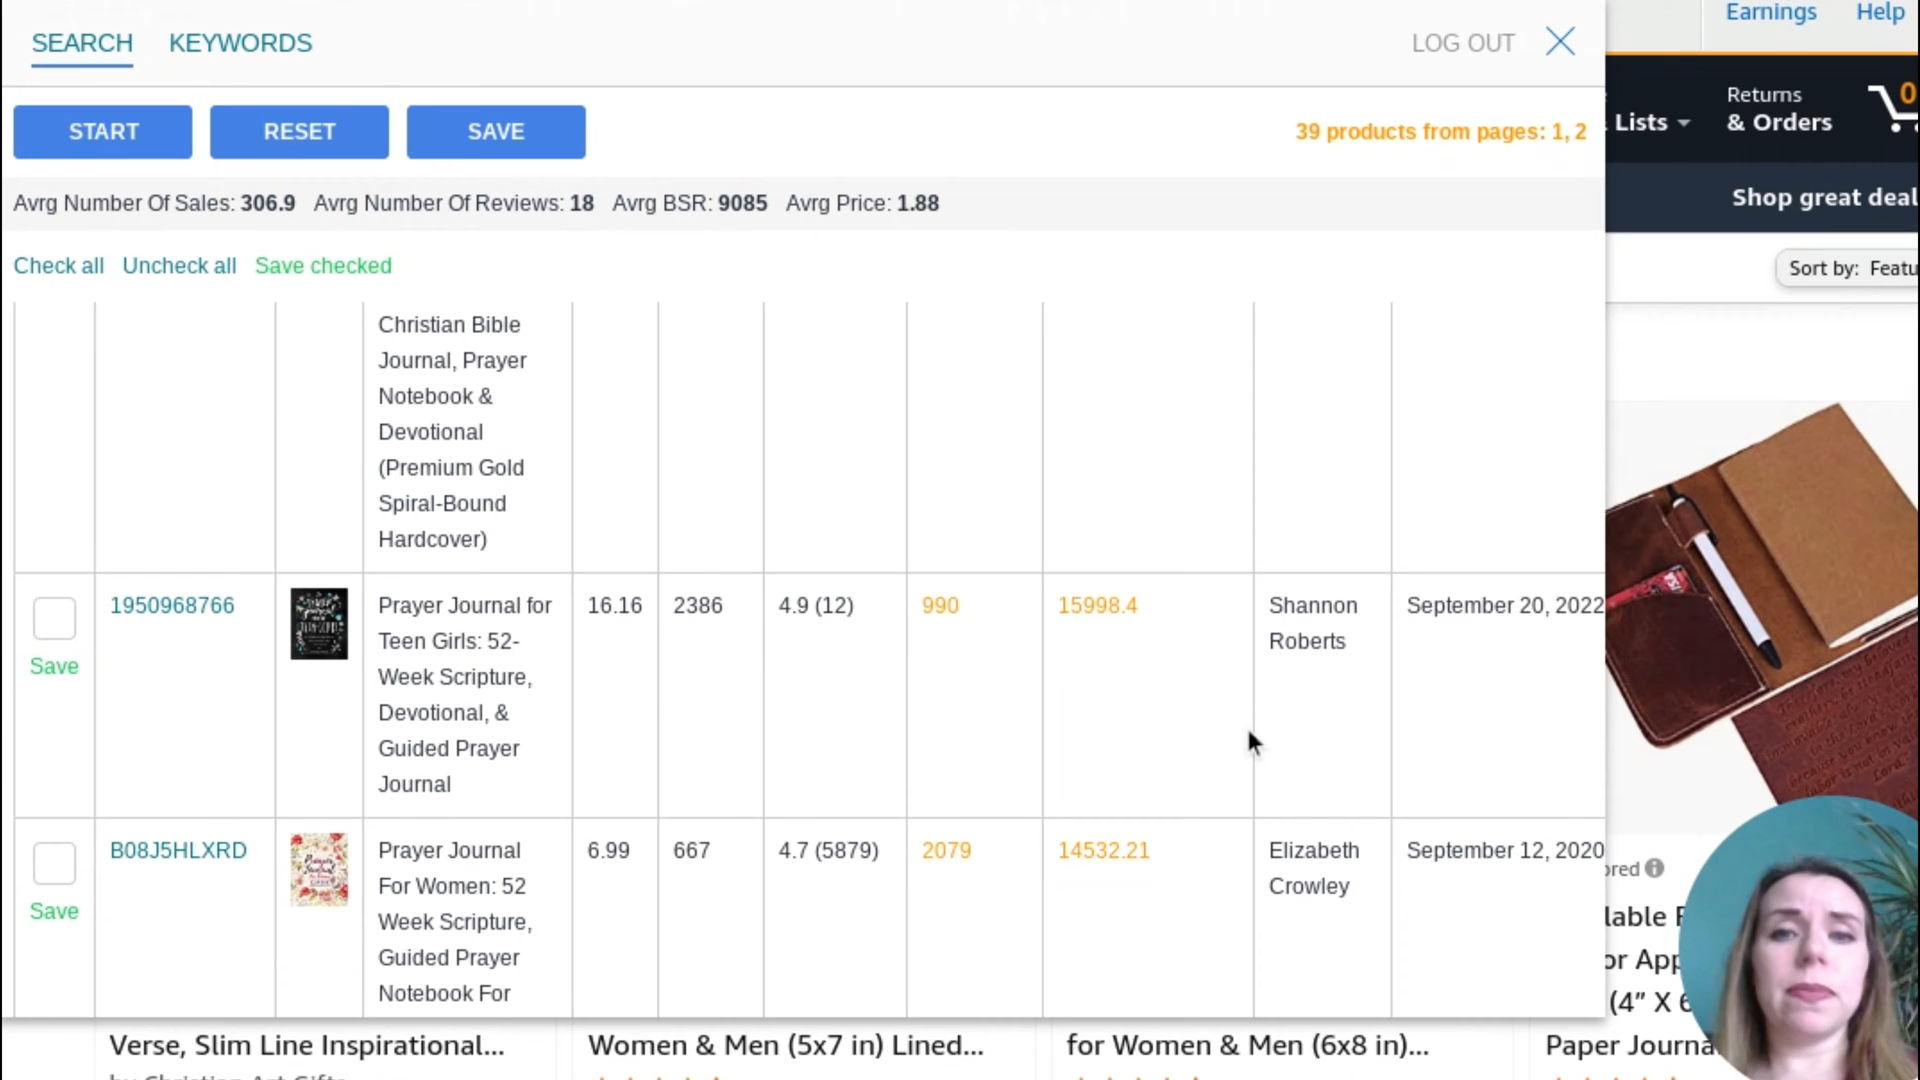 SEARCH KEYWORDS LOG OUT
Earnings Help
START RESET SAVE 39 products from pages: 1, 2
Returns
& Orders
Lists
0
Avrg Number Of Sales: 306.9 Avrg Number Of Reviews: 18 Avrg BSR: 9085 Avrg Price: 1.88
Shop great deal
Check all Uncheck all Save checked
Sort by: Featu
Christian Bible
Journal, Prayer
Notebook &
Devotional
(Premium Gold
Spiral-Bound
Hardcover)
1950968766 Prayer Journal for 16.16 2386 4.9 (12) 990 15998.4 Shannon September 20, 2022
Teen Girls: 52- Roberts
Save Week Scripture,
Devotional, &
Guided Prayer
Journal
B08J5HLXRD Prayer Journal 6.99 667 4.7 (5879) 2079 14532.21 Elizabeth September 12, 2020
For Women: 52 Crowley
Save Week Scripture,
Guided Prayer
Notebook For
ored
lable
or App
(4” X 6
Verse, Slim Line Inspirational... Women & Men (5x7 in) Lined... for Women & Men (6x8 in)... Paper Journa